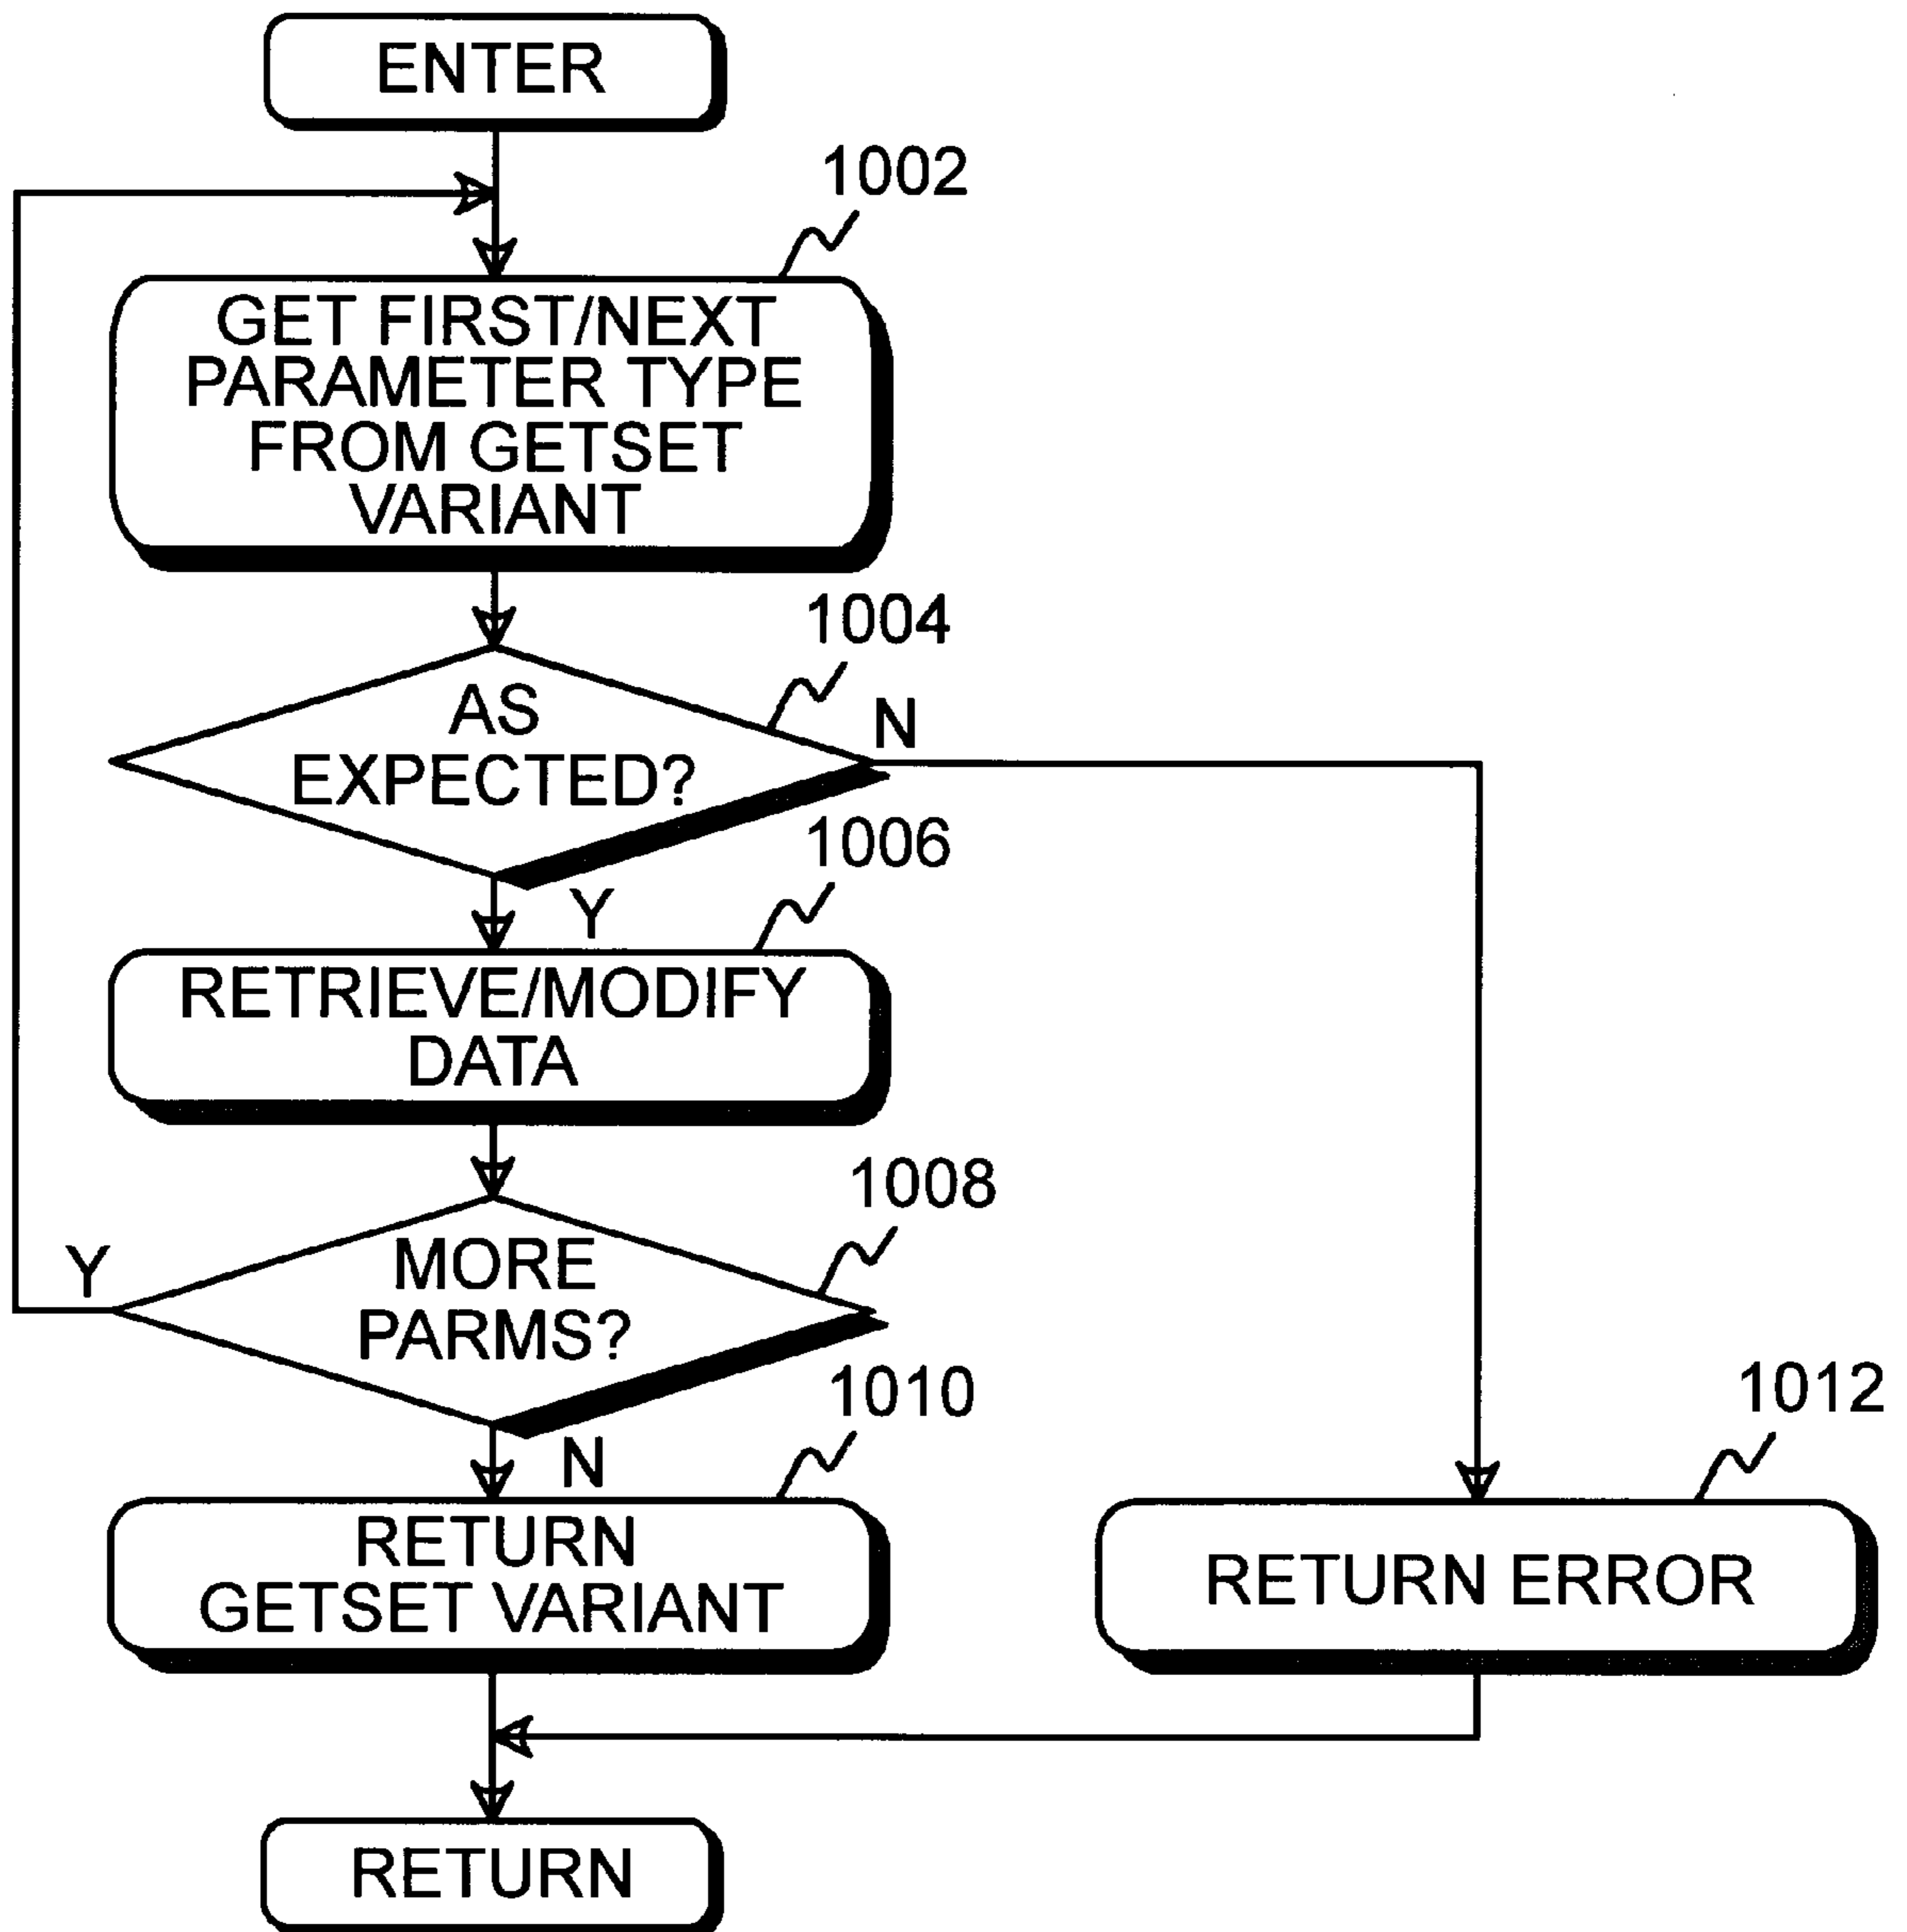 ENTER
1002
GET FIRST/NEXT
PARAMETER TYPE
FROM GETSET
VARIANT
1004
AS
EXPECTED?
N
1006
Y
RETRIEVE/MODIFY
DATA
1008
MORE
PARMS?
Y
1010
N
1012
RETURN
GETSET VARIANT
RETURN ERROR
RETURN